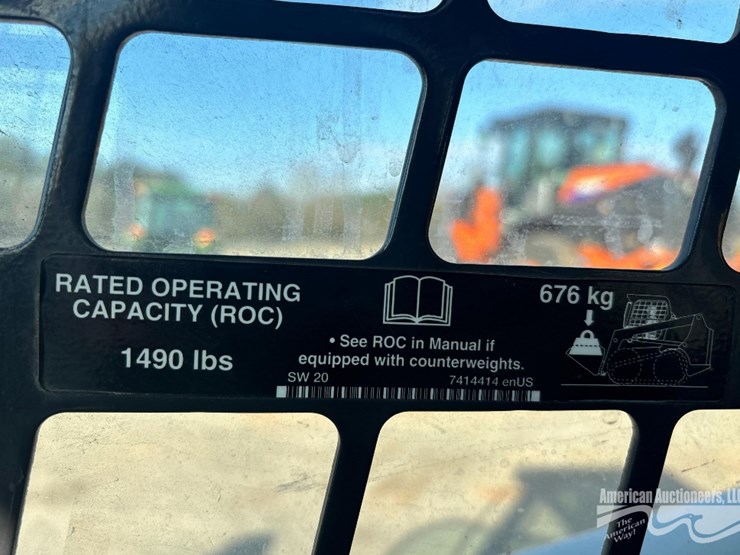 RATED OPERATING
CAPACITY (ROC)
1490 lbs
• See ROC in Manual if
equipped with counterweights.
SW 20
7414414 enUS
676 kg
American Auctioneers, LL
The
American
Way!